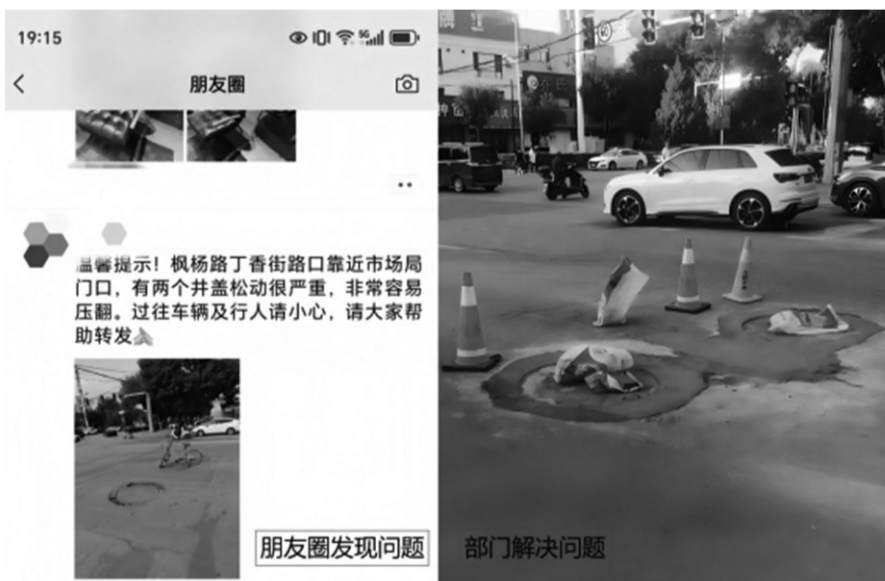 19:15
5G
朋友圈
温馨提示！枫杨路丁香街路口靠近市场局
门口，有两个井盖松动很严重，非常容易
压翻。过往车辆及行人请小心，请大家帮
助转发
朋友圈发现问题
60
部门解决问题